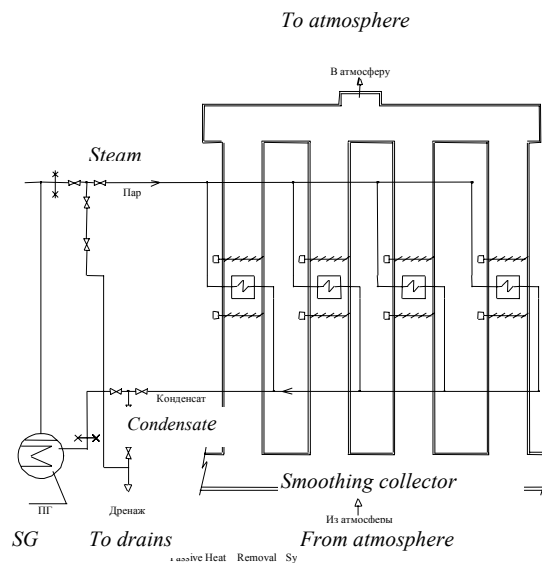 To atmosphere
В атмосферу
Steam
Пар
Конденсат
Condensate
Smoothing collector
ПГ
Дренаж
Из атмосферы
SG
To drains
From atmosphere
Heat Removal Sy